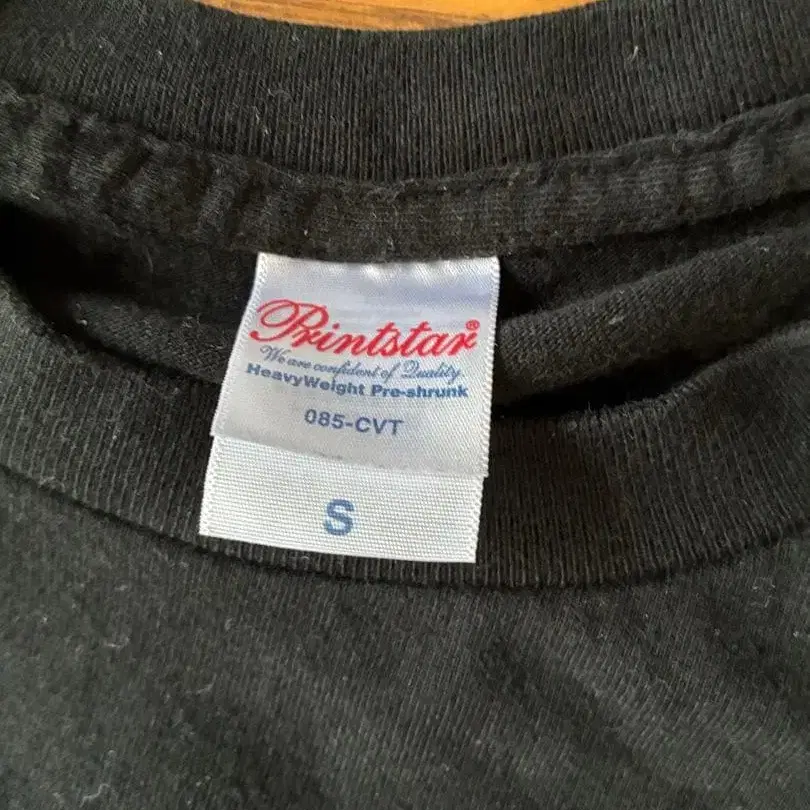 Printstar®
We are confident of Quality
HeavyWeight Pre-shrunk
085-CVT
S